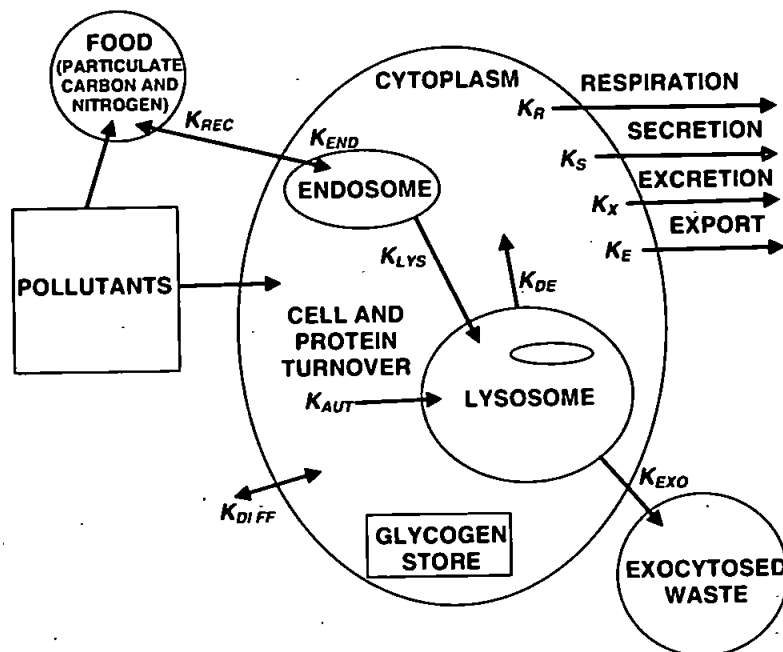 FOOD
(PARTICULATE
CARBON AND
NITROGEN)
K_REC
K_END
ENDOSOME
CYTOPLASM
RESPIRATION
K_R
SECRETION
K_S
EXCRETION
K_X
EXPORT
K_E
POLLUTANTS
K_LYS
K_DE
CELL AND
PROTEIN
TURNOVER
K_AUT
LYSOSOME
K_DIFF
K_EXO
GLYCOGEN
STORE
EXOCYTOSED
WASTE